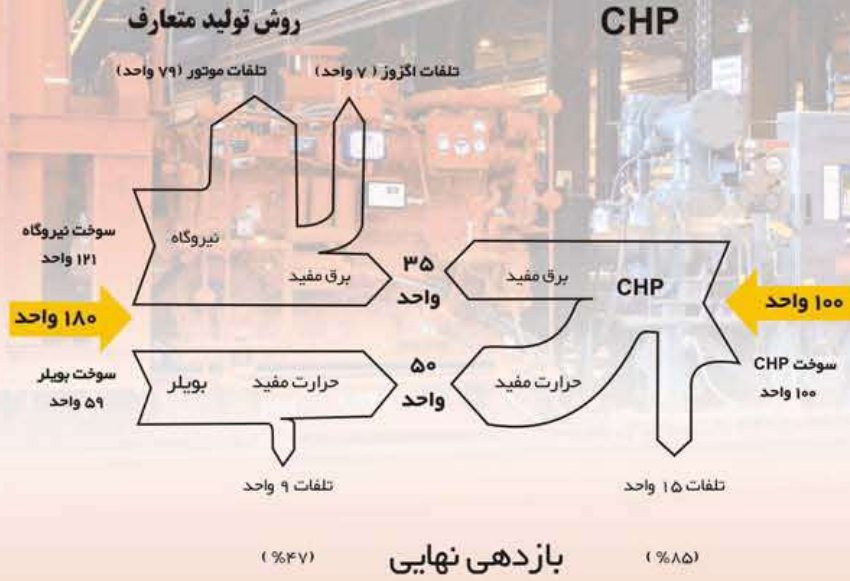 روش تولید متعارف
CHP
تلفات موتور (۷۹ واحد)
تلفات اگزوز ( ۷ واحد)
سوخت نیروگاه
۱۲۱ واحد
نیروگاه
برق مفید
۳۵
واحد
برق مفید
CHP
۱۰۰ واحد
۱۸۰ واحد
سوخت بویلر
۵۹ واحد
بویلر
حرارت مفید
۵۰
واحد
حرارت مفید
سوخت CHP
۱۰۰ واحد
تلفات ۹ واحد
تلفات ۱۵ واحد
(%۴۷)
بازدهی نهایی
(%۸۵)